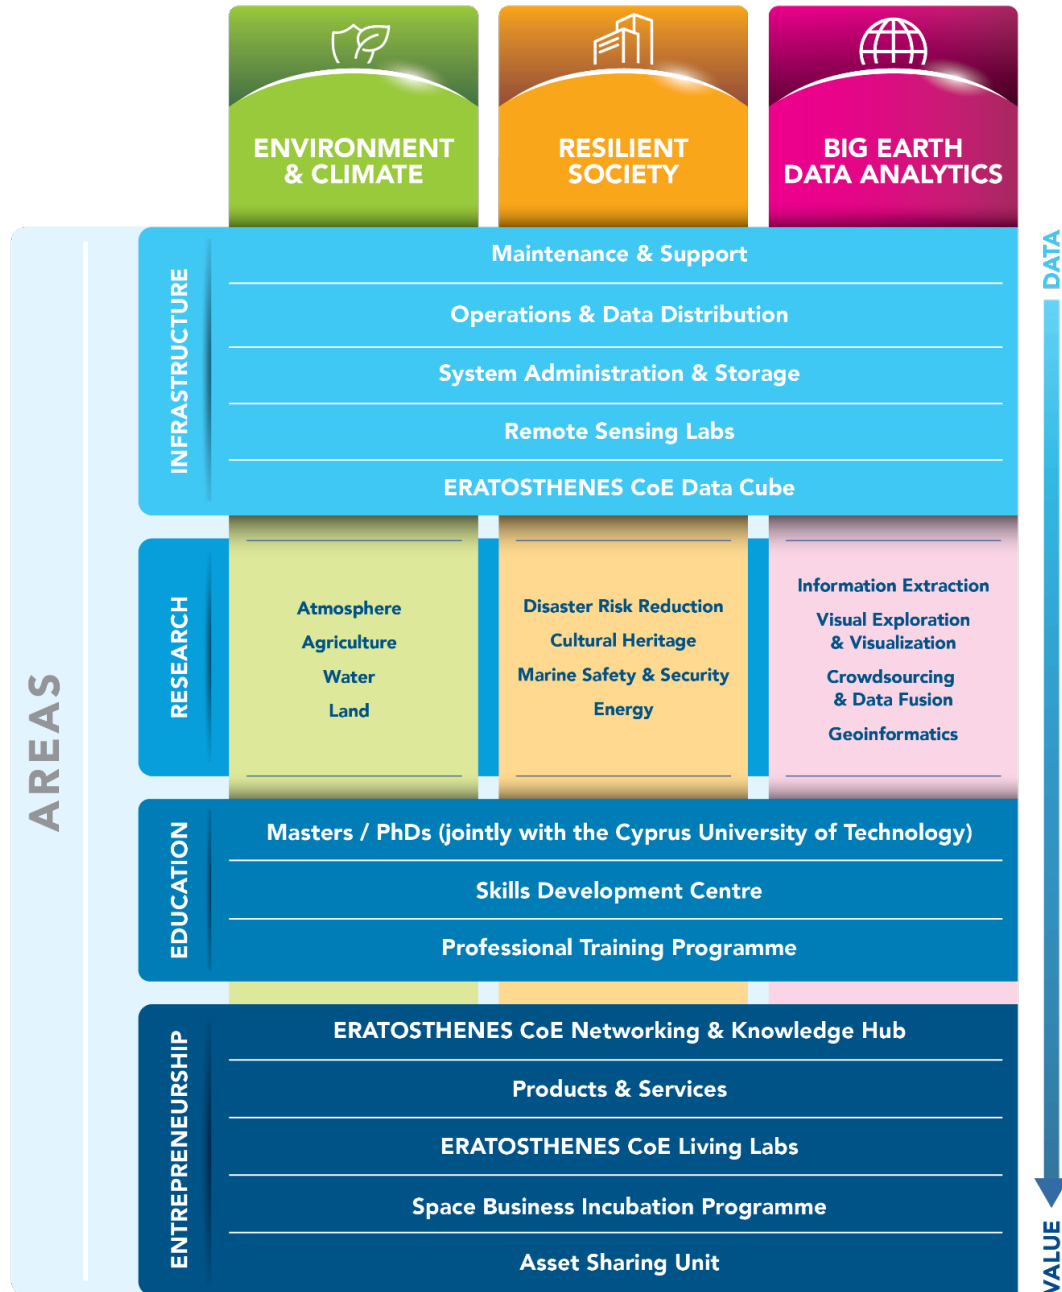 ENVIRONMENT
& CLIMATE
RESILIENT
SOCIETY
BIG EARTH
DATA ANALYTICS
AREAS
DATA
VALUE
INFRASTRUCTURE
Maintenance & Support
Operations & Data Distribution
System Administration & Storage
Remote Sensing Labs
ERATOSTHENES CoE Data Cube
RESEARCH
Atmosphere
Agriculture
Water
Land
Disaster Risk Reduction
Cultural Heritage
Marine Safety & Security
Energy
Information Extraction
Visual Exploration
& Visualization
Crowdsourcing
& Data Fusion
Geoinformatics
EDUCATION
Masters / PhDs (jointly with the Cyprus University of Technology)
Skills Development Centre
Professional Training Programme
ENTREPRENEURSHIP
ERATOSTHENES CoE Networking & Knowledge Hub
Products & Services
ERATOSTHENES CoE Living Labs
Space Business Incubation Programme
Asset Sharing Unit